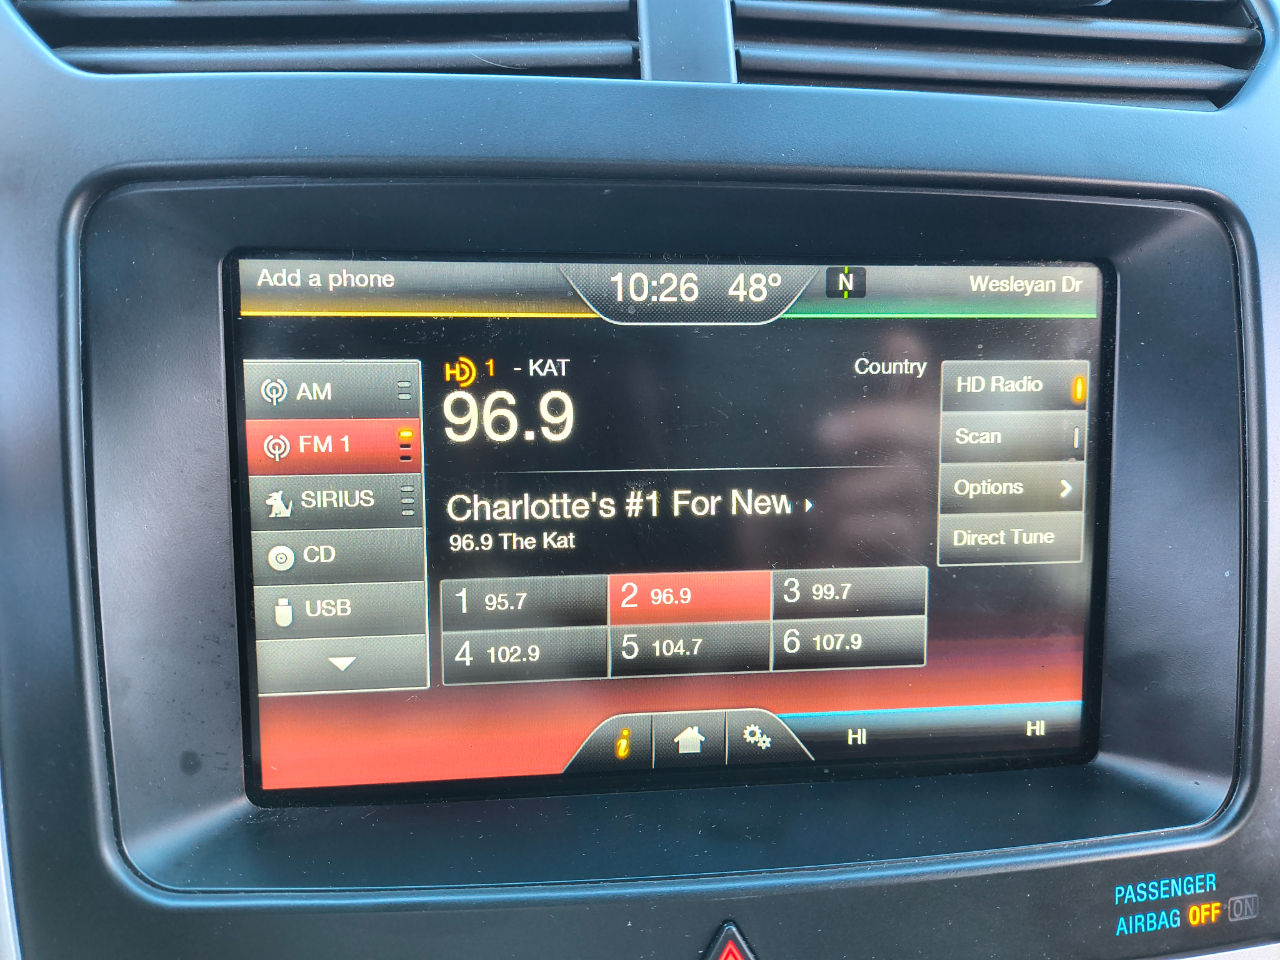 Add a phone
10:26 48º
N
Wesleyan Dr
AM
FM 1
SIRIUS
CD
USB
HD 1 - KAT
Country
96.9
Charlotte's #1 For New
96.9 The Kat
1 95.7
2 96.9
3 99.7
4 102.9
5 104.7
6 107.9
HD Radio
Scan
Options
Direct Tune
i
HI
HI
PASSENGER
AIRBAG OFF ON